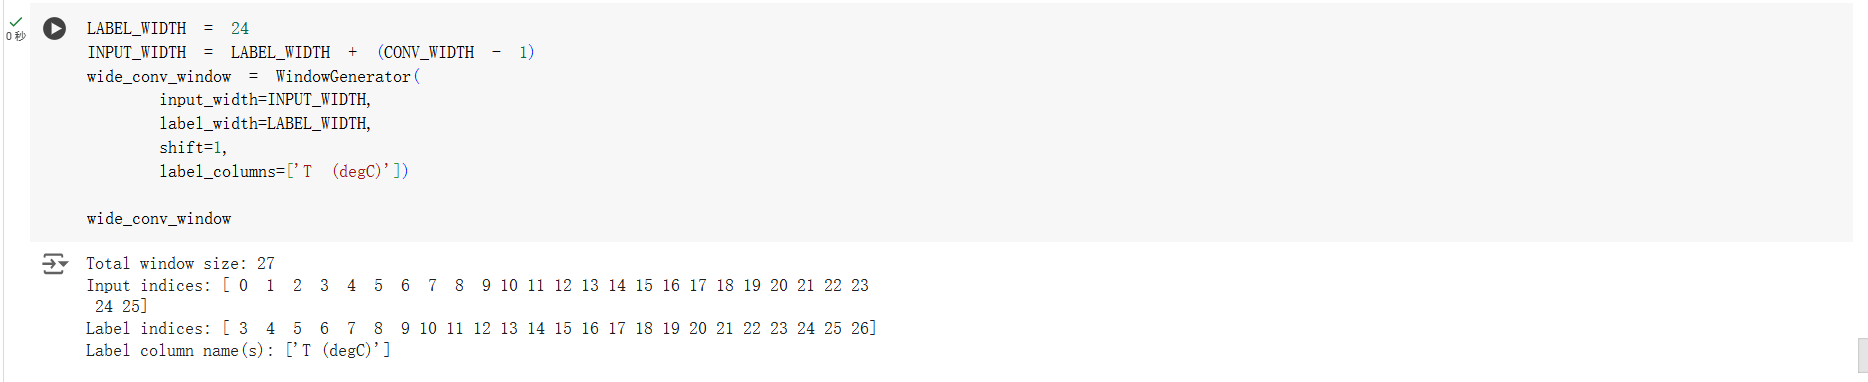 LABEL_WIDTH = 24
0 秒
INPUT_WIDTH = LABEL_WIDTH + (CONV_WIDTH - 1)
wide_conv_window = WindowGenerator(
    input_width=INPUT_WIDTH,
    label_width=LABEL_WIDTH,
    shift=1,
    label_columns=['T (degC)'])
wide_conv_window
Total window size: 27
Input indices: [ 0  1  2  3  4  5  6  7  8  9 10 11 12 13 14 15 16 17 18 19 20 21 22 23
 24 25]
Label indices: [ 3  4  5  6  7  8  9 10 11 12 13 14 15 16 17 18 19 20 21 22 23 24 25 26]
Label column name(s): ['T (degC)']